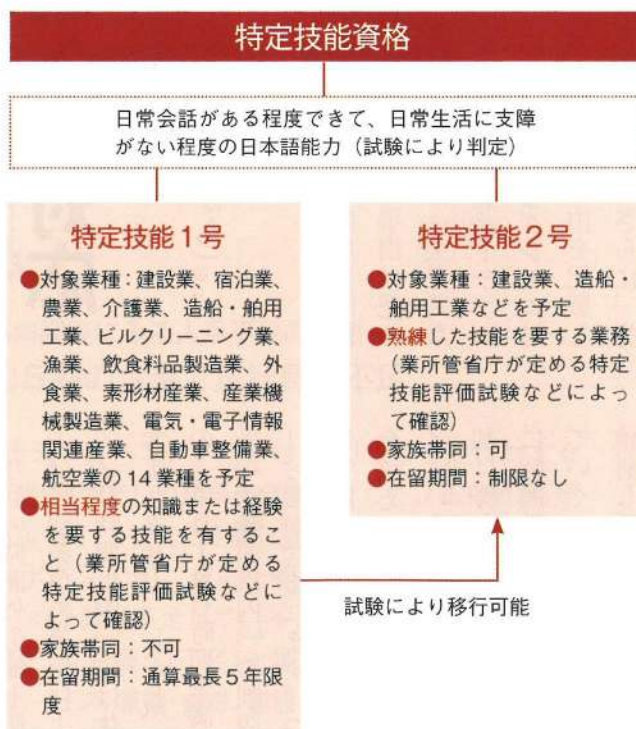 特定技能資格
日常会話がある程度できて、日常生活に支障
がない程度の日本語能力（試験により判定）
特定技能1号
●対象業種：建設業、宿泊業、
農業、介護業、造船・舶用
工業、ビルクリーニング業、
漁業、飲食料品製造業、外
食業、素形材産業、産業機
械製造業、電気・電子情報
関連産業、自動車整備業、
航空業の14業種を予定
●相当程度の知識または経験
を要する技能を有するこ
と（業所管省庁が定める
特定技能評価試験などに
よって確認）
●家族帯同：不可
●在留期間：通算最長5年限
度
特定技能2号
●対象業種：建設業、造船・
舶用工業などを予定
●熟練した技能を要する業務
（業所管省庁が定める特定
技能評価試験などによっ
て確認）
●家族帯同：可
●在留期間：制限なし
試験により移行可能